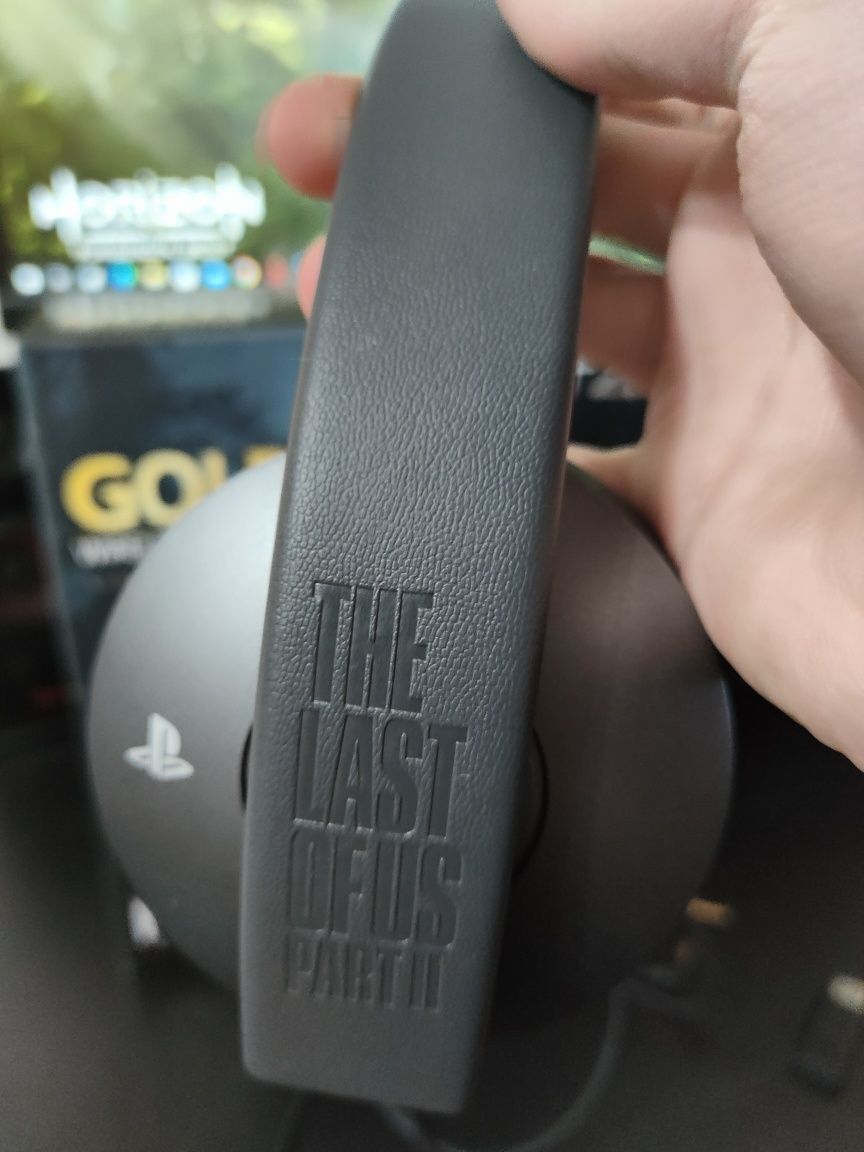 GOL
THE
LAST
OF US
PART II